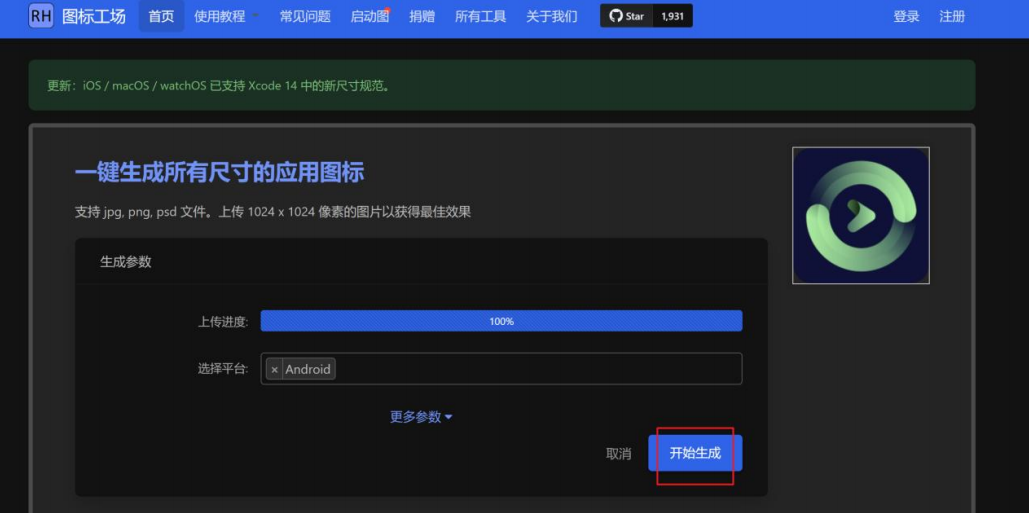 RH 图标工场 首页 使用教程 常见问题 启动图 捐赠 所有工具 关于我们 Star 1,931 登录 注册
更新：iOS / macOS / watchOS 已支持 Xcode 14 中的新尺寸规范。
一键生成所有尺寸的应用图标
支持 jpg, png, psd 文件。上传 1024 x 1024 像素的图片以获得最佳效果
生成参数
上传进度: 100%
选择平台: × Android
更多参数
取消 开始生成